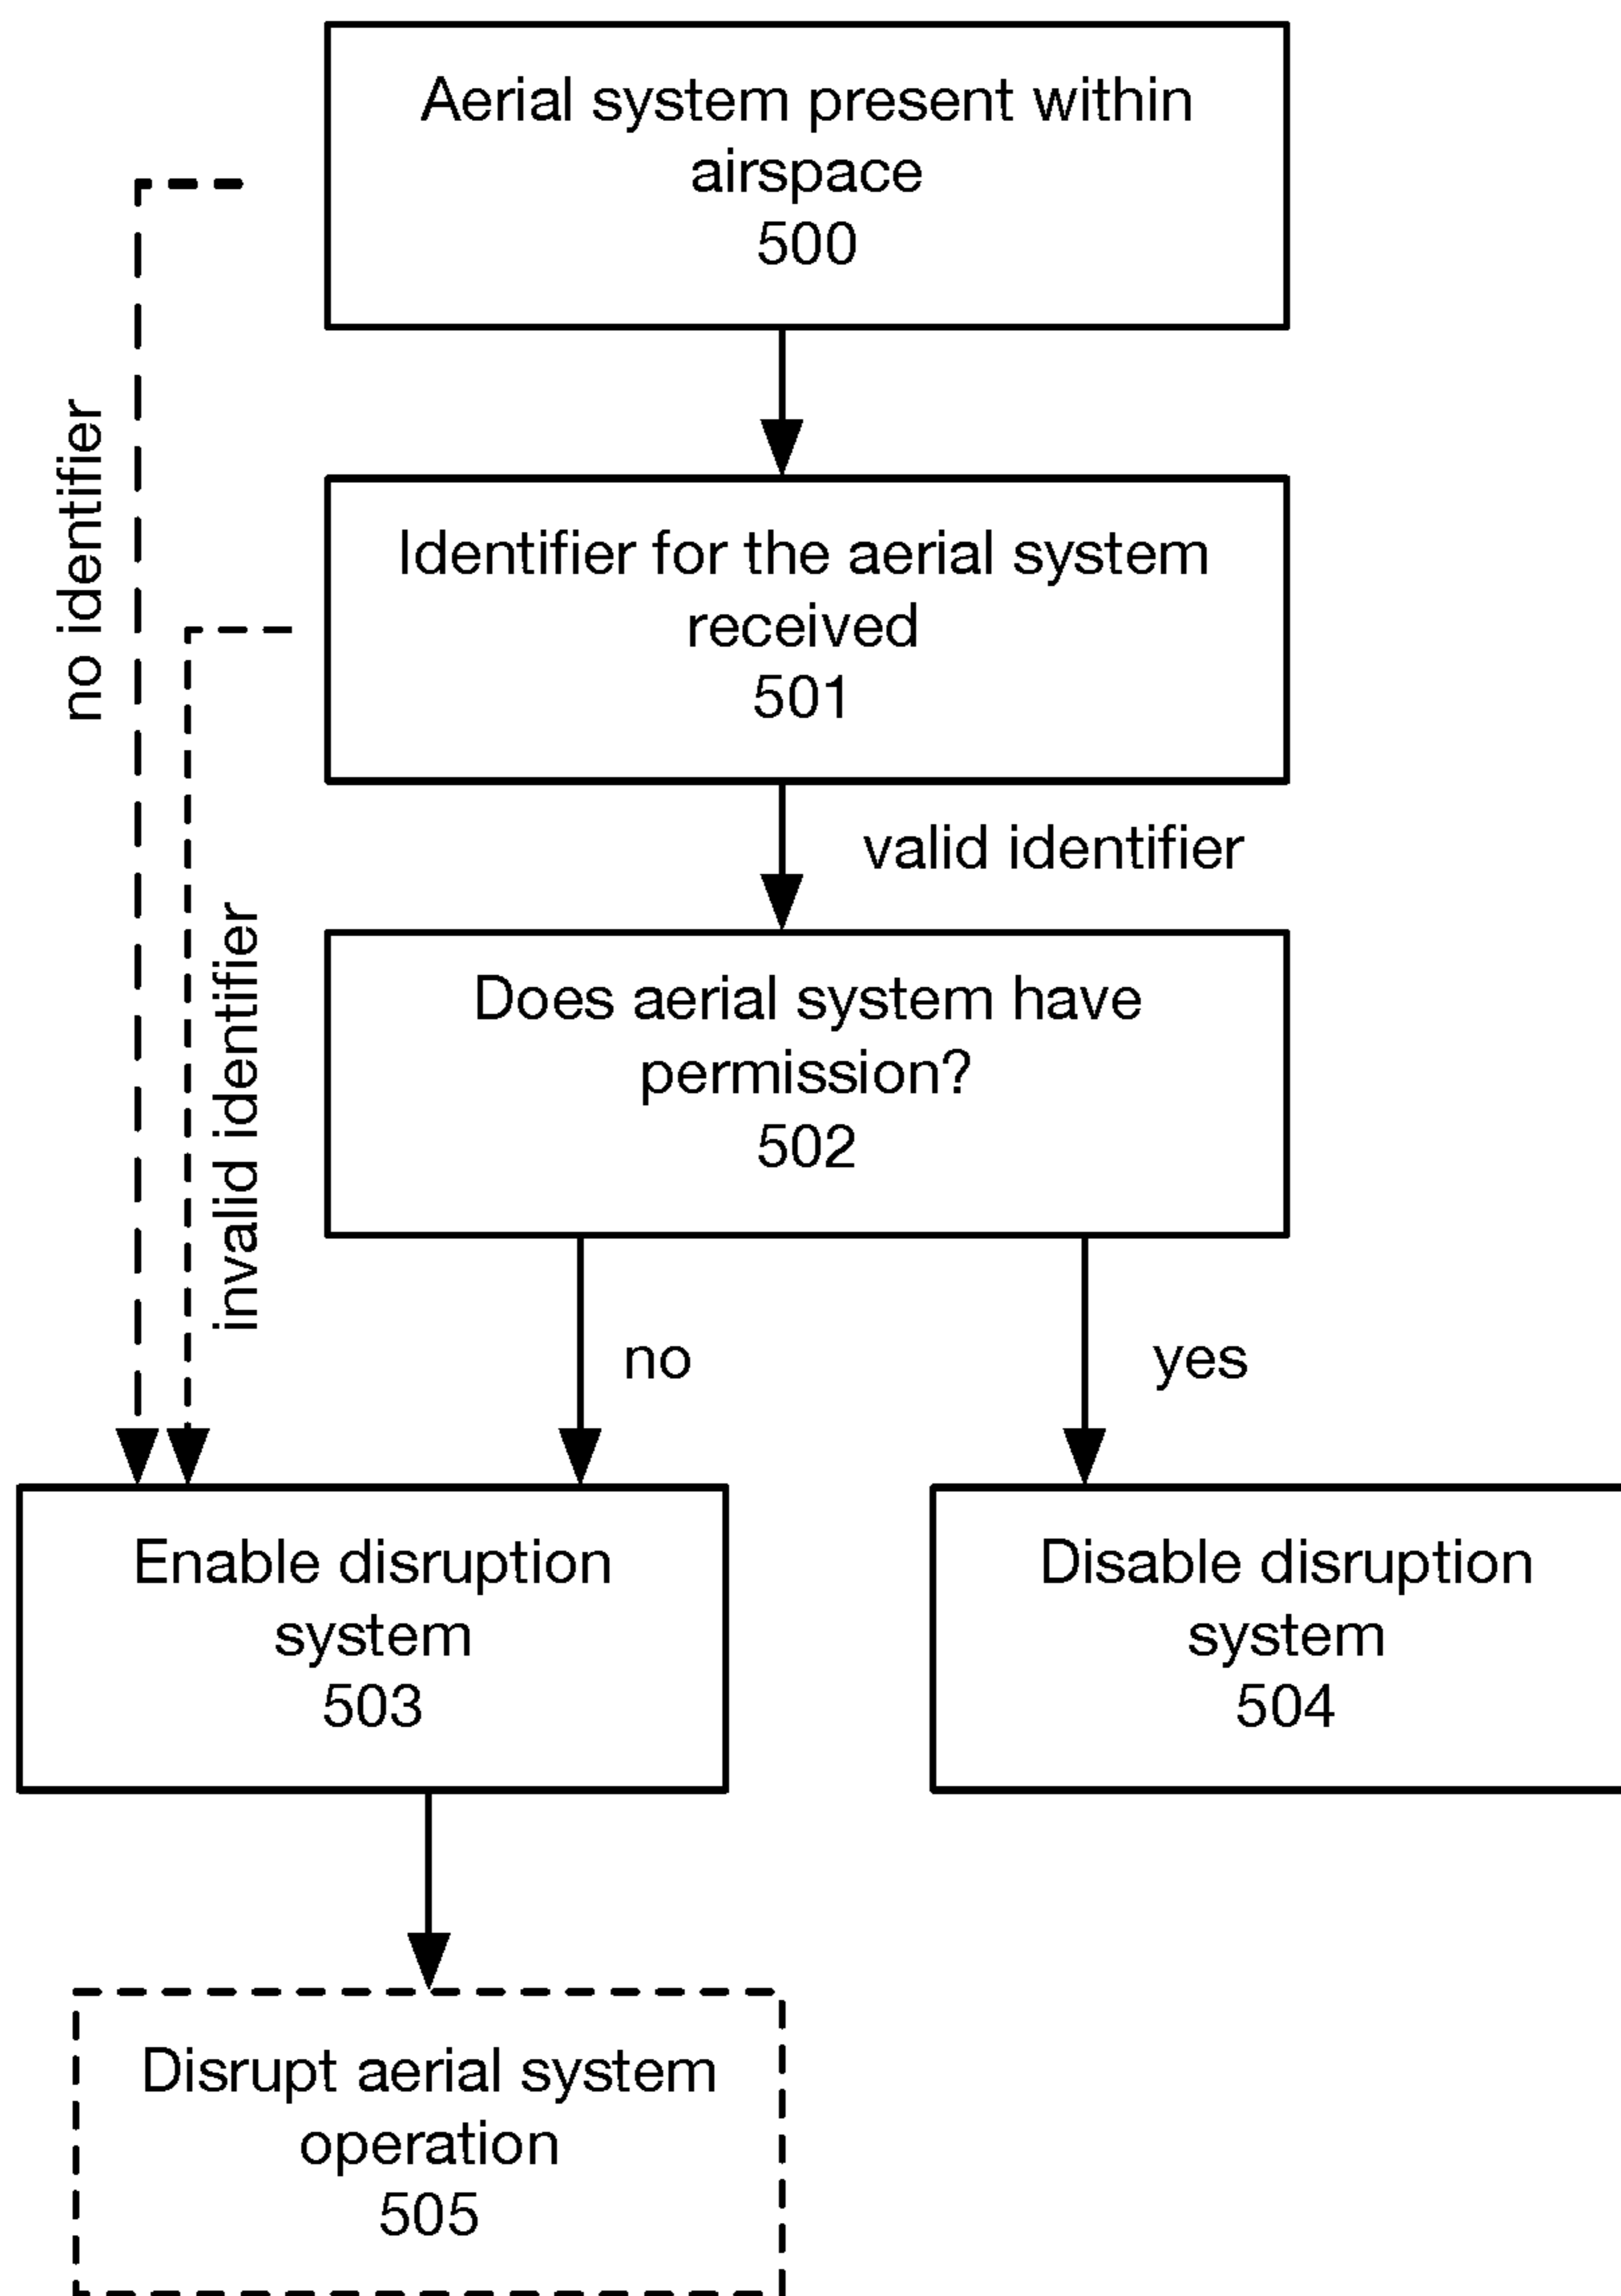 Aerial system present within
airspace
500
no identifier
Identifier for the aerial system
received
501
valid identifier
invalid identifier
Does aerial system have
permission?
502
no
yes
Enable disruption
system
503
Disable disruption
system
504
Disrupt aerial system
operation
505